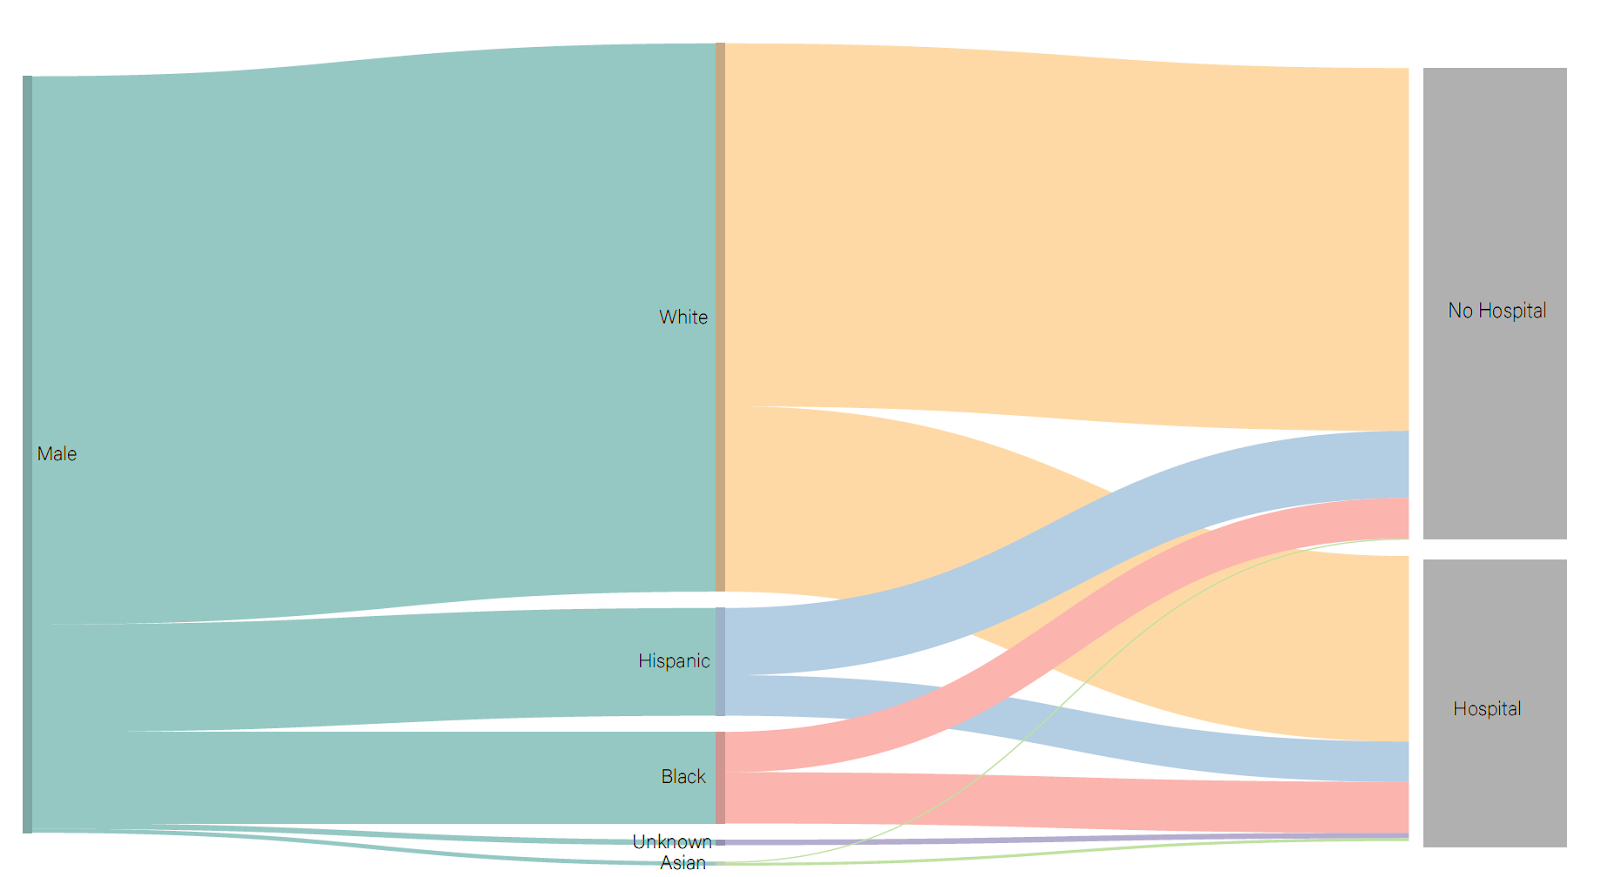 Male
White
Hispanic
Black
Unknown
Asian
No Hospital
Hospital